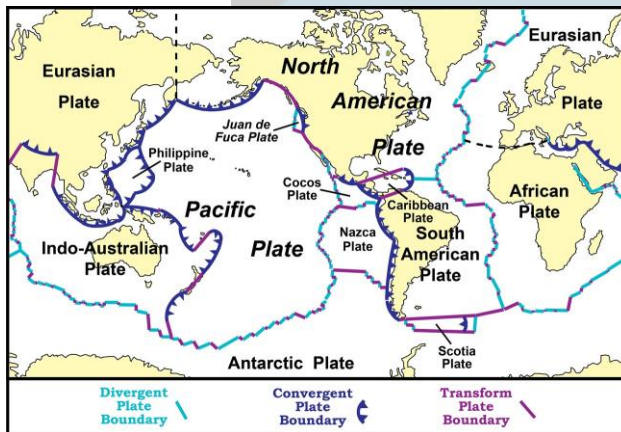 Eurasian
North
Eurasian
Plate
American
Plate
Juan de
Fuca Plate
Plate
Philippine
Plate
Cocos
Plate
Caribbean
Plate
African
Plate
Pacific
Plate
Nazca
Plate
South
American
Plate
Indo-Australian
Plate
Antarctic Plate
Scotia
Plate
Divergent
Plate
Boundary
Convergent
Plate
Boundary
Transform
Plate
Boundary